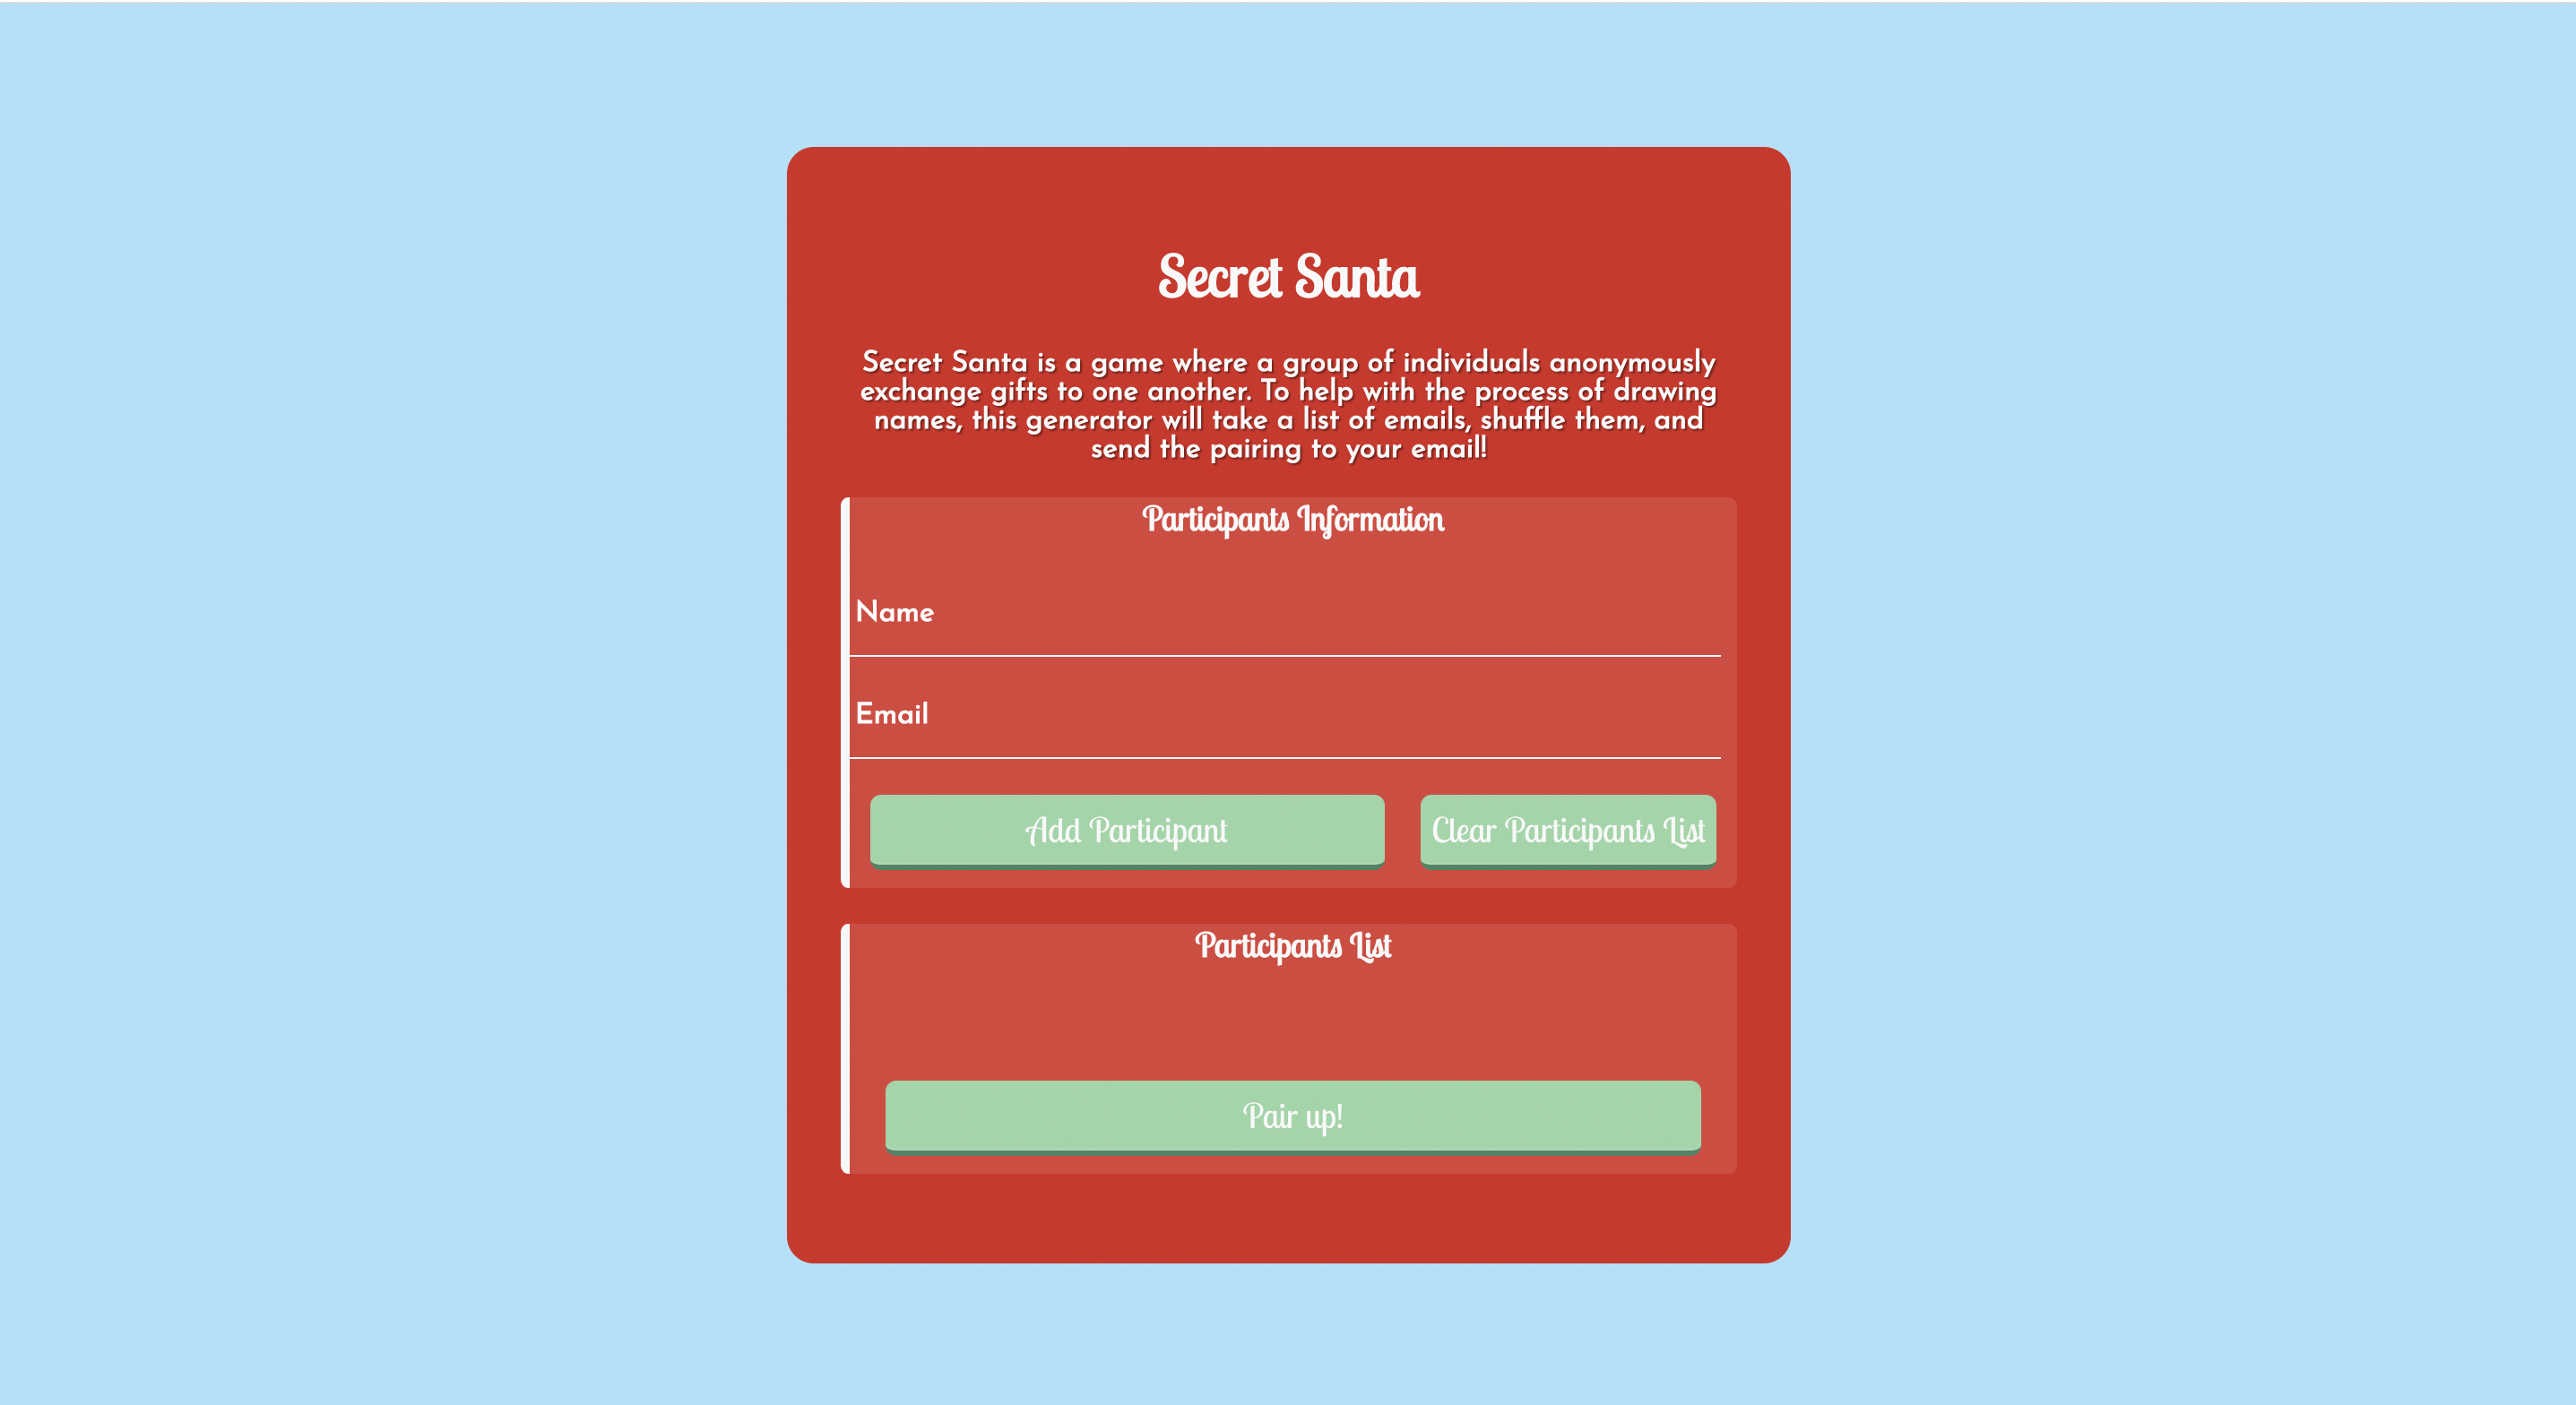 Secret Santa
Secret Santa is a game where a group of individuals anonymously
exchange gifts to one another. To help with the process of drawing
names, this generator will take a list of emails, shuffle them, and
send the pairing to your email!
Participants Information
Name
Email
Add Participant
Clear Participants List
Participants List
Pair up!